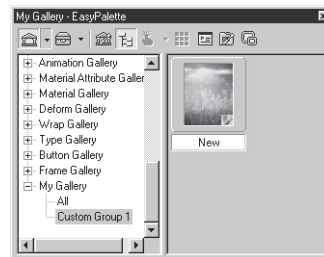 My Gallery - EasyPalette
Animation Gallery
Material Attribute Galler
Material Gallery
Deform Gallery
Wrap Gallery
Type Gallery
Button Gallery
Frame Gallery
My Gallery
All
Custom Group 1
New